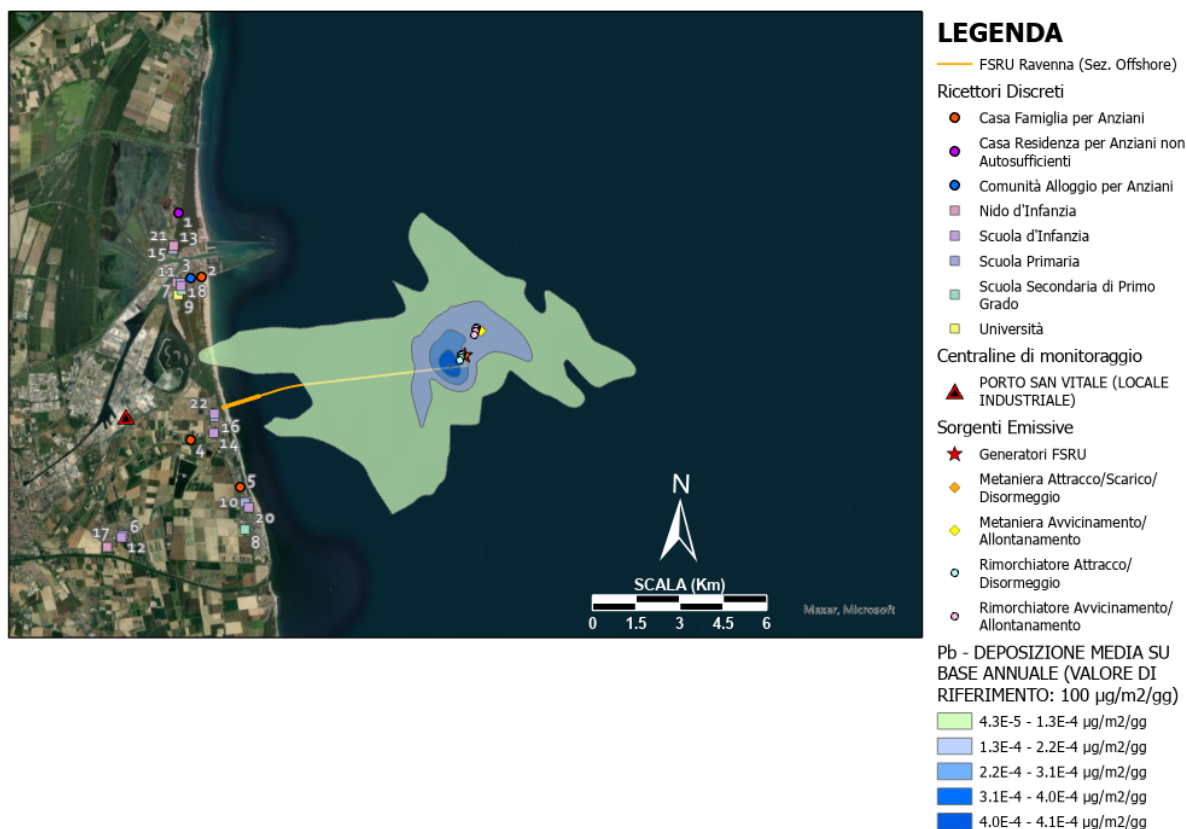 1
21 13
15
3
2
11
7
18
9
22
16
14
4
5
10
20
8
6
17
12
N
SCALA (Km)
0 1.5 3 4.5 6
Maxar, Microsoft
LEGENDA
FSRU Ravenna (Sez. Offshore)
Ricettori Discreti
Casa Famiglia per Anziani
Casa Residenza per Anziani non
Autosufficienti
Comunità Alloggio per Anziani
Nido d'Infanzia
Scuola d'Infanzia
Scuola Primaria
Scuola Secondaria di Primo
Grado
Università
Centraline di monitoraggio
PORTO SAN VITALE (LOCALE
INDUSTRIALE)
Sorgenti Emissive
Generatori FSRU
Metaniera Attracco/Scarico/
Disormeggio
Metaniera Avvicinamento/
Allontanamento
Rimorchiatore Attracco/
Disormeggio
Rimorchiatore Avvicinamento/
Allontanamento
Pb - DEPOSIZIONE MEDIA SU
BASE ANNUALE (VALORE DI
RIFERIMENTO: 100 µg/m2/gg)
4.3E-5 - 1.3E-4 µg/m2/gg
1.3E-4 - 2.2E-4 µg/m2/gg
2.2E-4 - 3.1E-4 µg/m2/gg
3.1E-4 - 4.0E-4 µg/m2/gg
4.0E-4 - 4.1E-4 µg/m2/gg